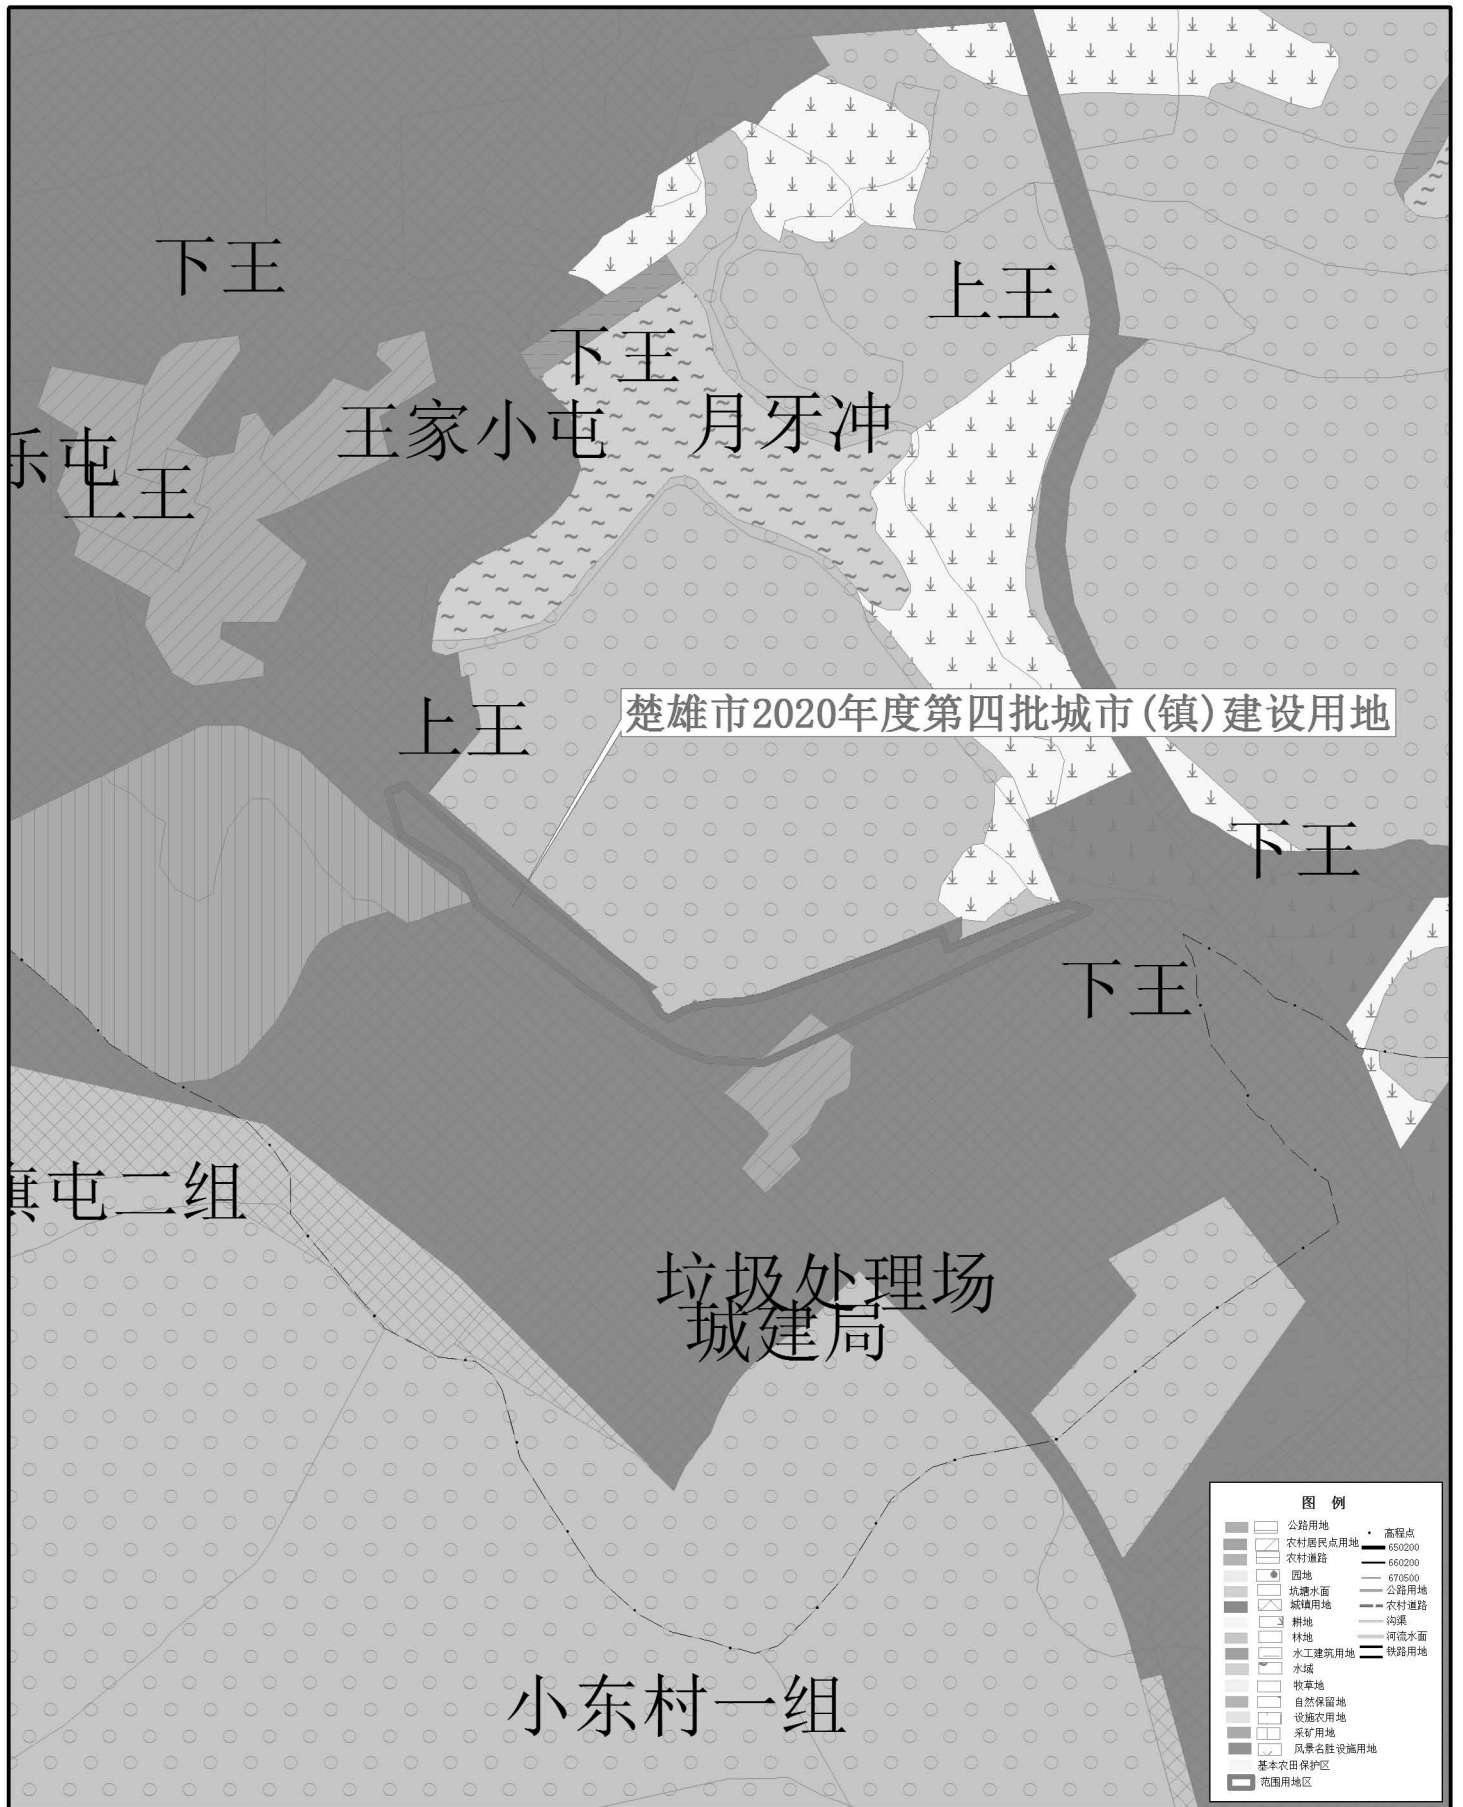 下王
上王
下王
月牙冲
王家小屯
乐屯
上王
上王
楚雄市2020年度第四批城市(镇)建设用地
下王
下王
屯二组
垃圾处理场
城建局
小东村一组
图 例
公路用地
农村居民点用地
农村道路
园地
坑塘水面
城镇用地
耕地
林地
水工建筑用地
水域
牧草地
自然保留地
设施农用地
采矿用地
风景名胜设施用地
基本农田保护区
范围用地区
高程点
650200
660200
670500
公路用地
农村道路
沟渠
河流水面
铁路用地